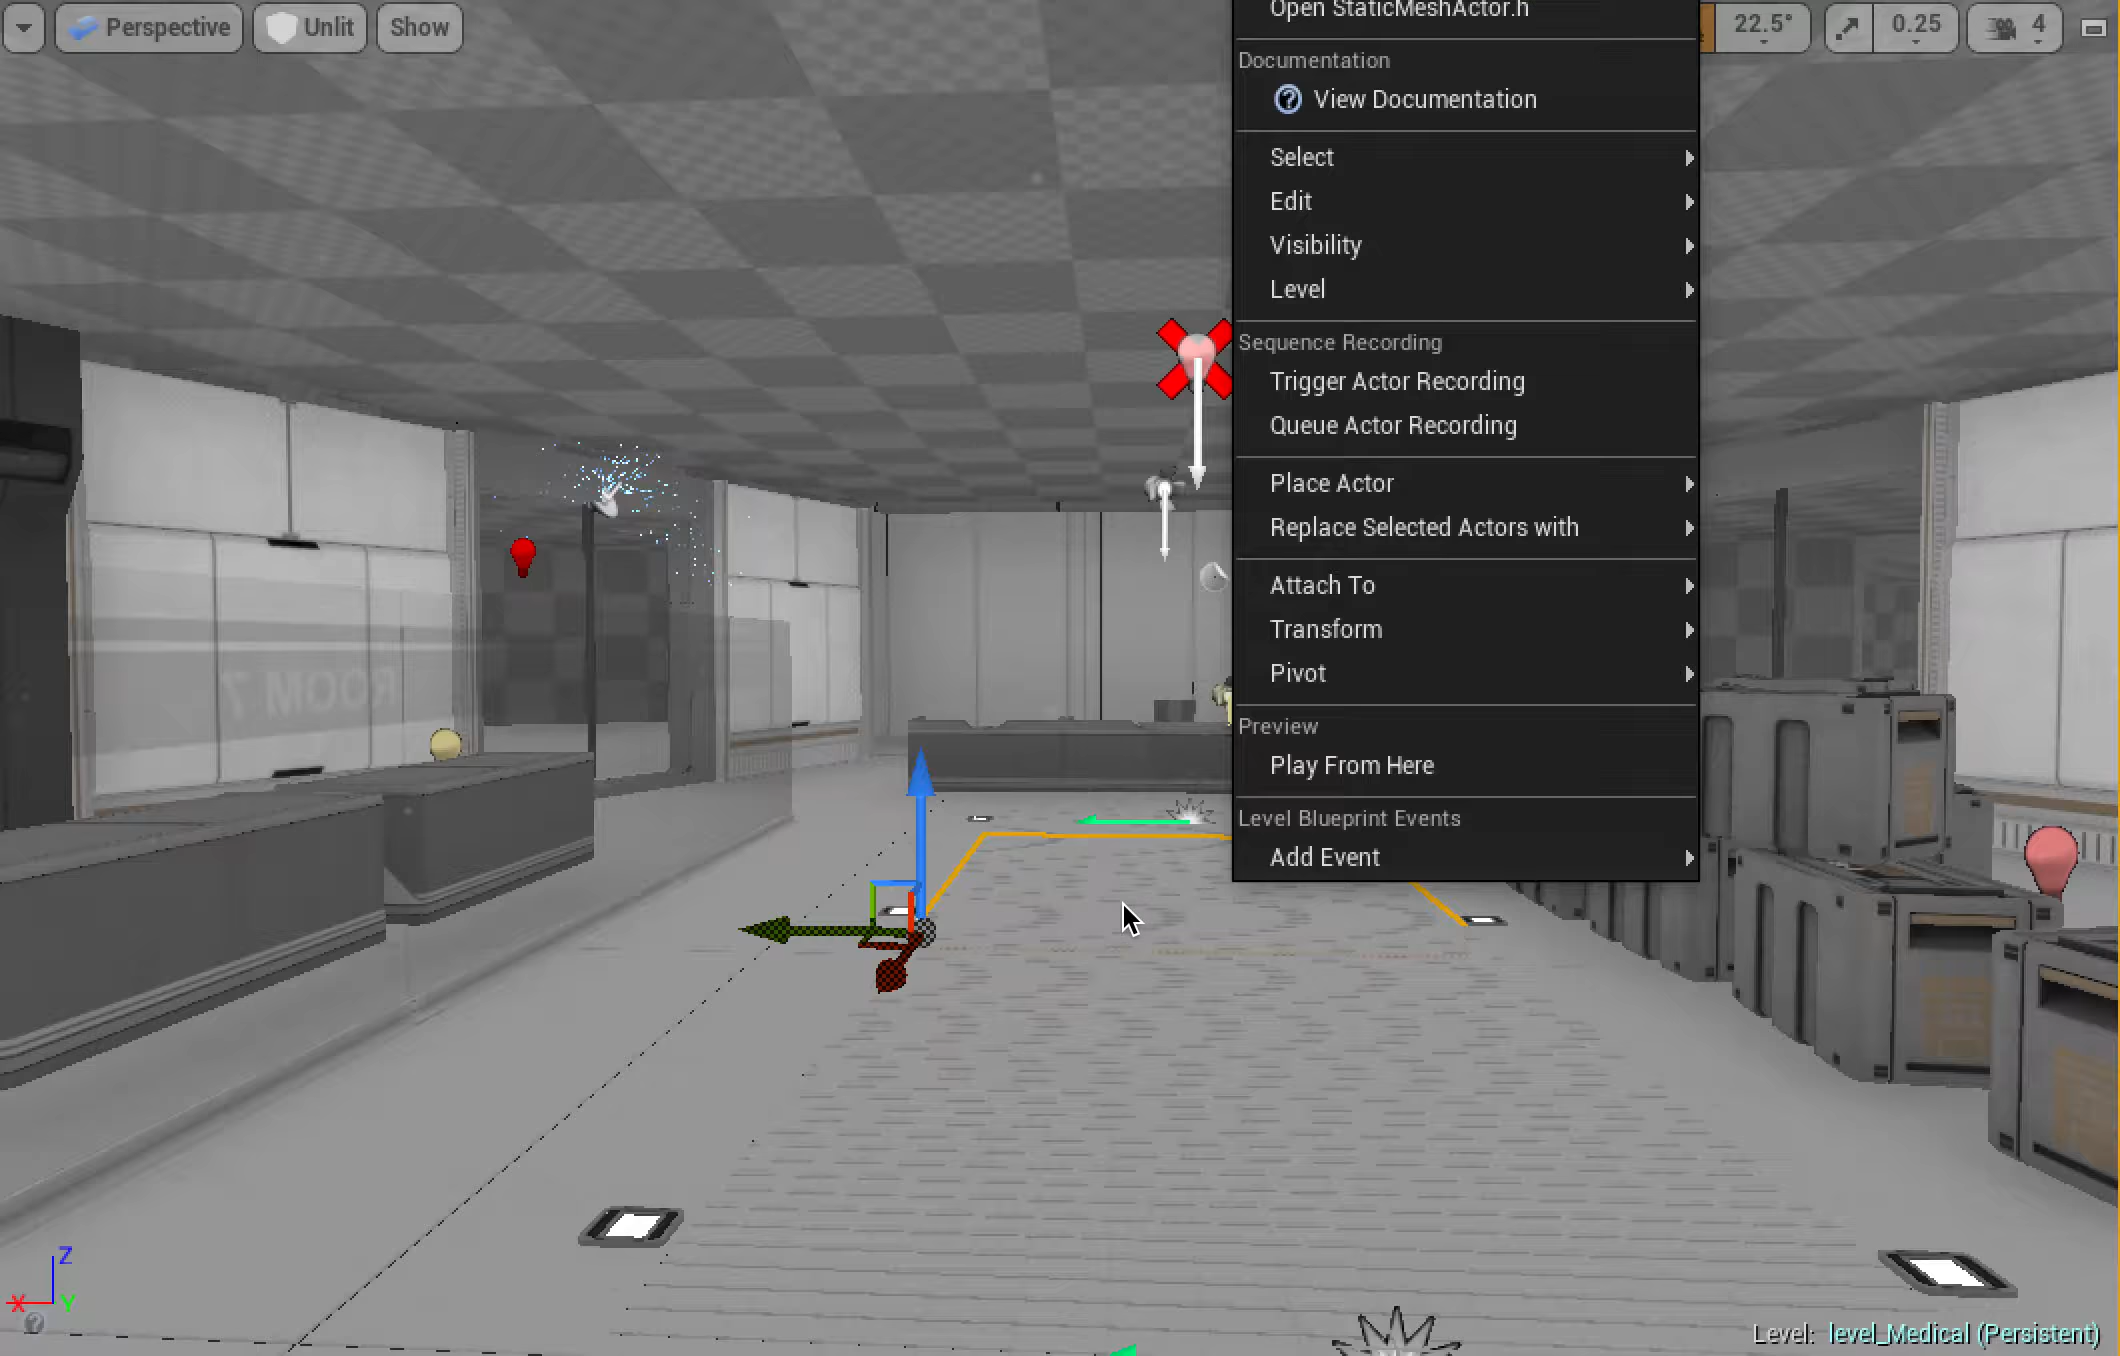 Perspective
Unlit
Show
22.5°
0.25
4
Open StaticMeshActor.h
Documentation
View Documentation
Select
Edit
Visibility
Level
Sequence Recording
Trigger Actor Recording
Queue Actor Recording
Place Actor
Replace Selected Actors with
Attach To
Transform
Pivot
Preview
Play From Here
Level Blueprint Events
Add Event
ROOM 7
Z
X
Y
Level: level_Medical (Persistent)